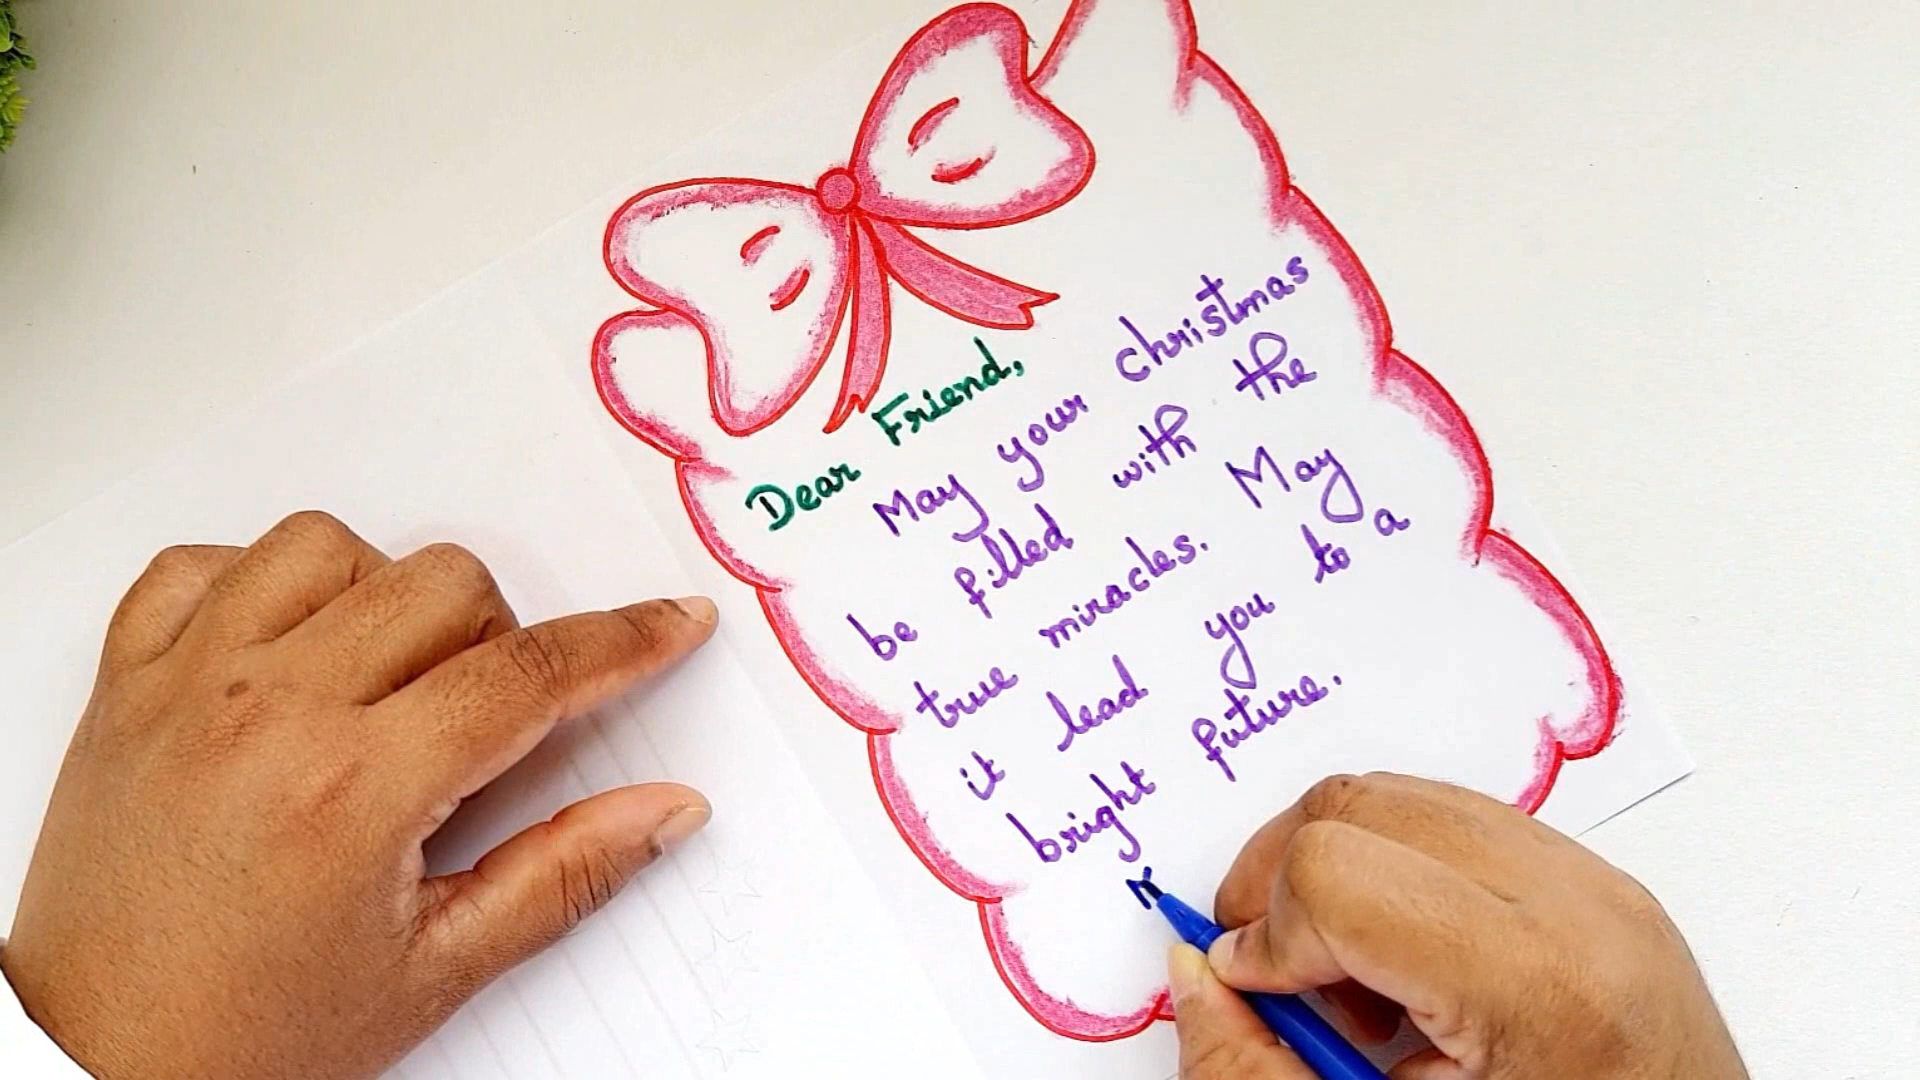 Dear Friend,
May your christmas
be filled with the
true miracles. May
it lead you to a
bright future.